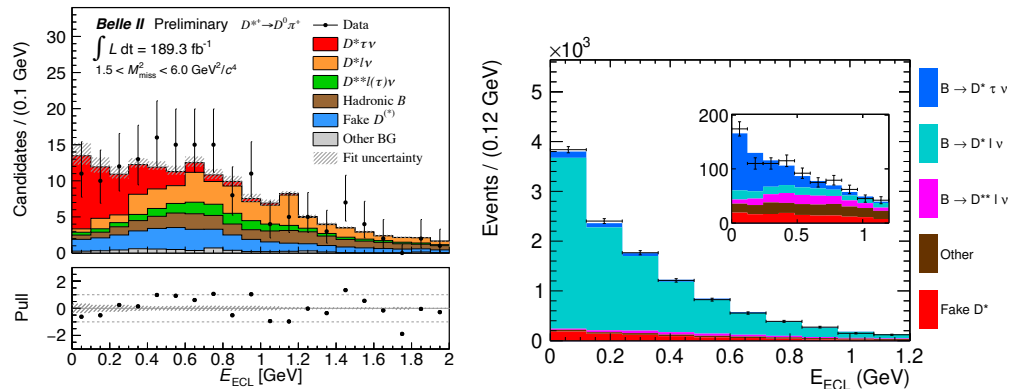 Belle II Preliminary D*⁺→D⁰π⁺
∫ L dt = 189.3 fb⁻¹
1.5 < M²miss < 6.0 GeV²/c⁴
Data
D*τν
D*lν
D**l(τ)ν
Hadronic B
Fake D(*)
Other BG
Fit uncertainty
Candidates / (0.1 GeV)
30
25
20
15
10
5
0
Pull
2
0
−2
0 0.2 0.4 0.6 0.8 1 1.2 1.4 1.6 1.8 2
E_ECL [GeV]
×10³
Events / (0.12 GeV)
5
4
3
2
1
0
200
100
0
0 0.5 1
0 0.2 0.4 0.6 0.8 1.0 1.2
E_ECL (GeV)
B → D* τ ν
B → D* l ν
B → D** l ν
Other
Fake D*